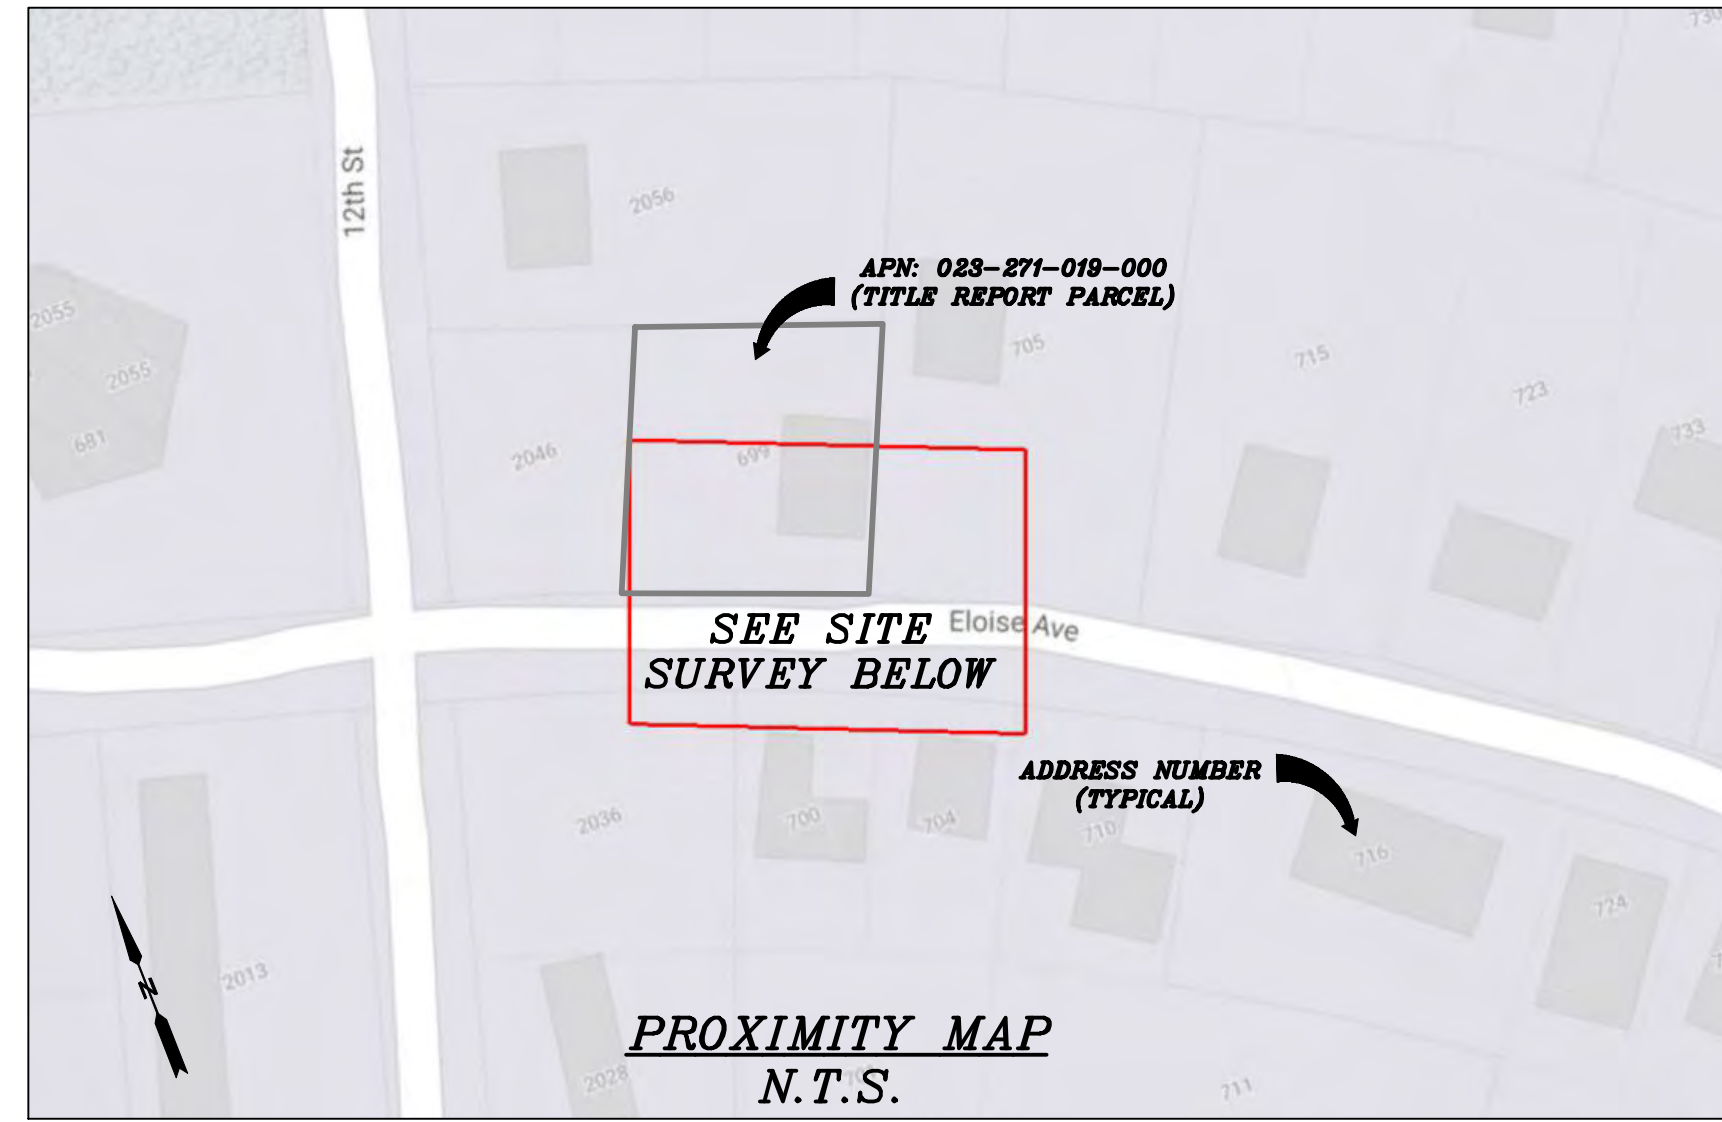 730
12th St
2056
APN: 023-271-019-000
(TITLE REPORT PARCEL)
2055
705
715
2055
723
681
2046
699
733
SEE SITE
SURVEY BELOW
Eloise Ave
ADDRESS NUMBER
(TYPICAL)
2036
700
704
710
716
724
2013
N
PROXIMITY MAP
N.T.S.
2028
711